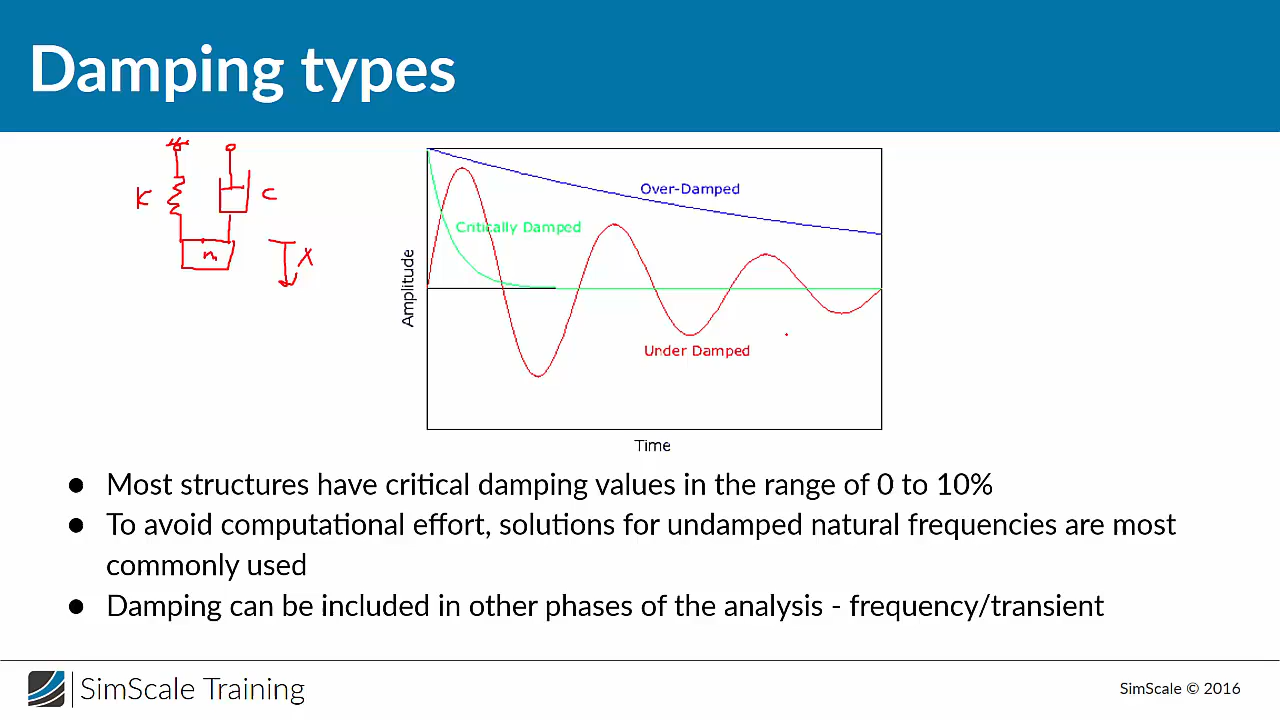 Damping types
K
C
m
X
Over-Damped
Critically Damped
Amplitude
Under Damped
Time
● Most structures have critical damping values in the range of 0 to 10%
● To avoid computational effort, solutions for undamped natural frequencies are most
commonly used
● Damping can be included in other phases of the analysis - frequency/transient
SimScale Training
SimScale © 2016